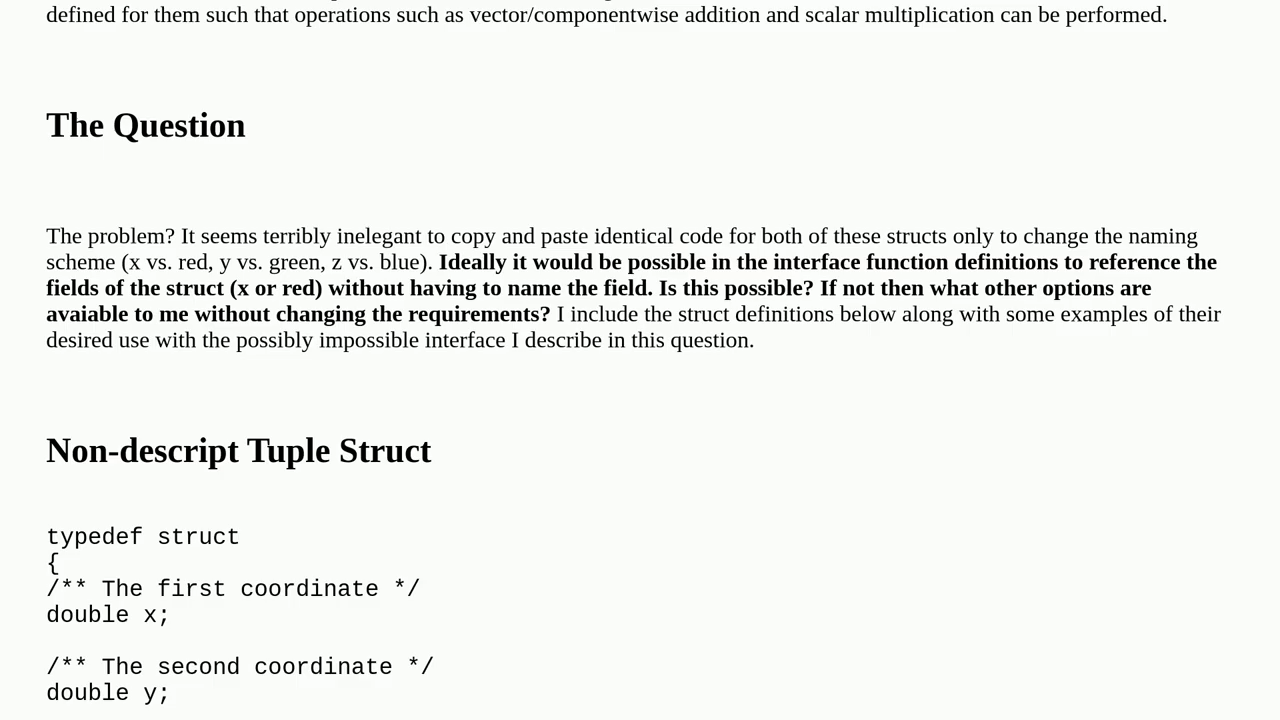 defined for them such that operations such as vector/componentwise addition and scalar multiplication can be performed.
The Question
The problem? It seems terribly inelegant to copy and paste identical code for both of these structs only to change the naming
scheme (x vs. red, y vs. green, z vs. blue). Ideally it would be possible in the interface function definitions to reference the
fields of the struct (x or red) without having to name the field. Is this possible? If not then what other options are
avaiable to me without changing the requirements? I include the struct definitions below along with some examples of their
desired use with the possibly impossible interface I describe in this question.
Non-descript Tuple Struct
typedef struct
{
/** The first coordinate */
double x;
/** The second coordinate */
double y;